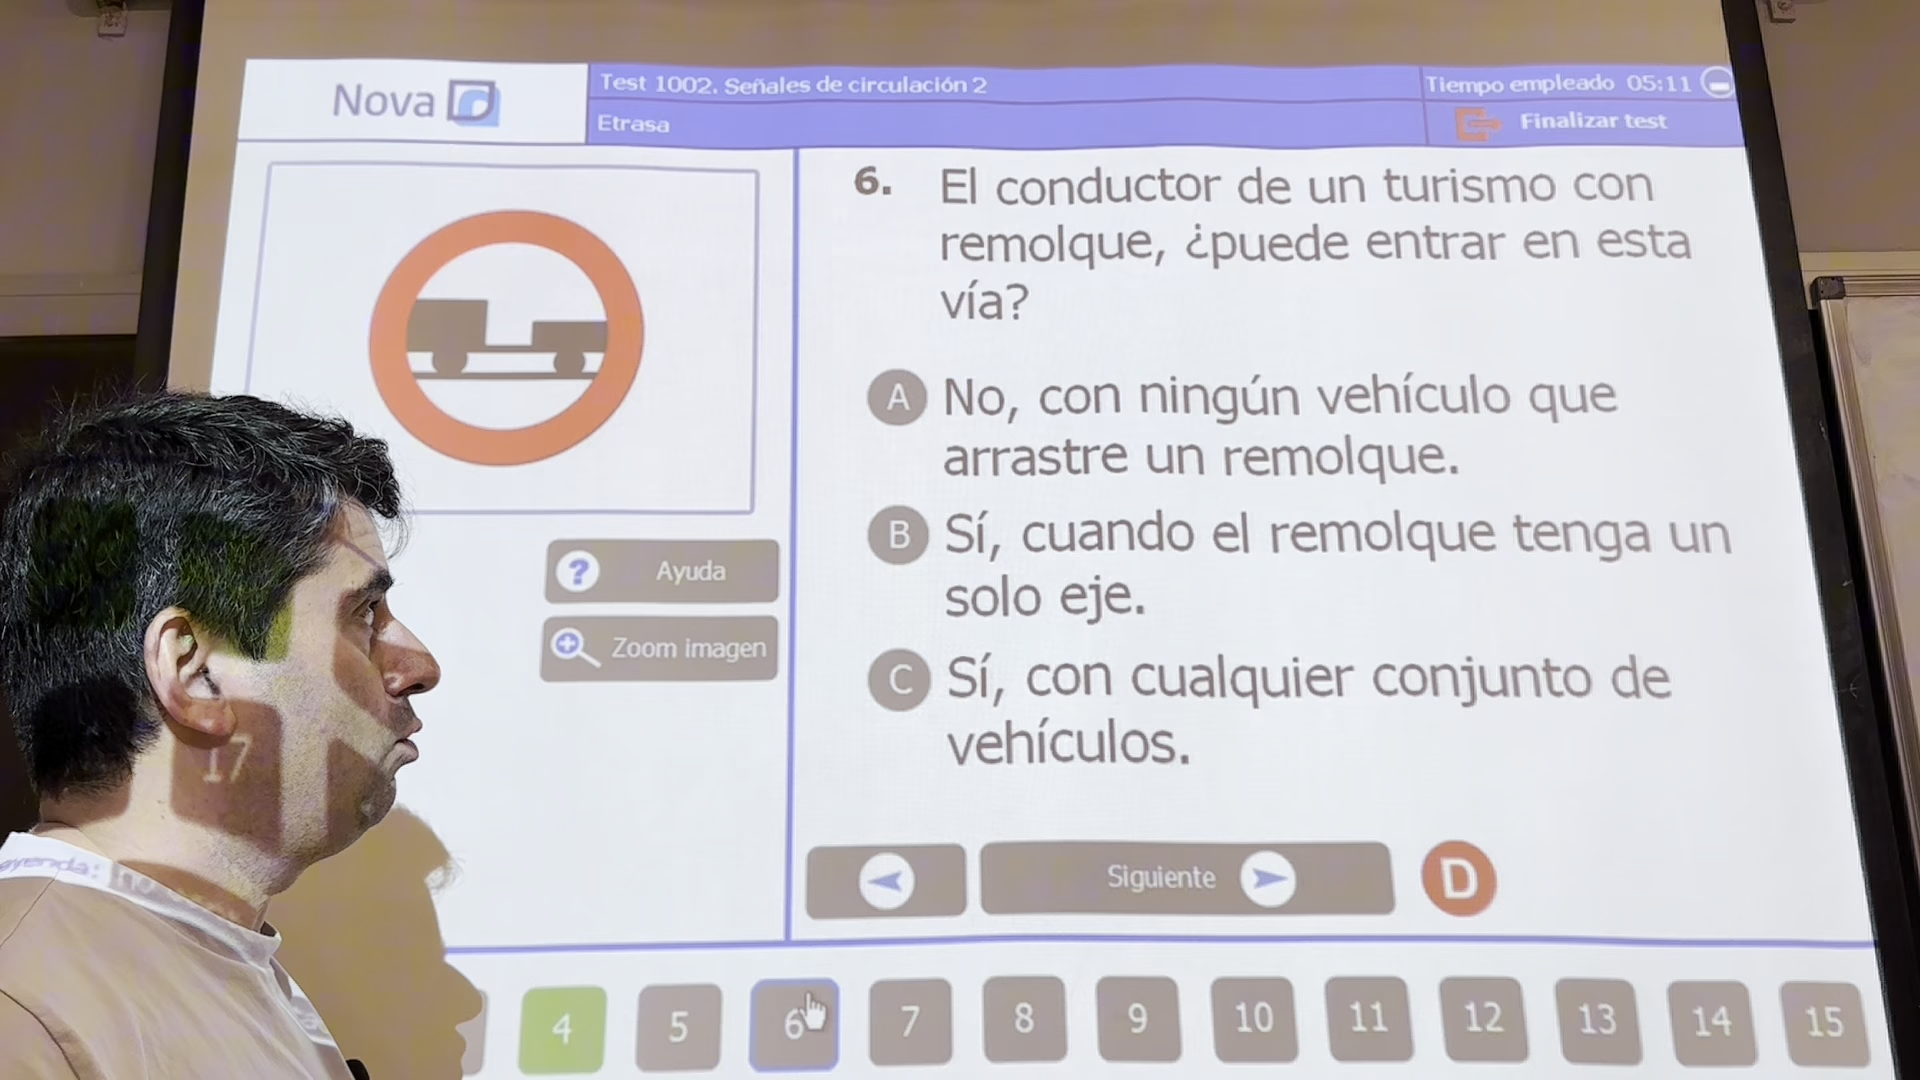 Nova
Test 1002. Señales de circulación 2
Tiempo empleado 05:11
Etrasa
Finalizar test
6. El conductor de un turismo con
remolque, ¿puede entrar en esta
vía?
A No, con ningún vehículo que
arrastre un remolque.
B Sí, cuando el remolque tenga un
solo eje.
C Sí, con cualquier conjunto de
vehículos.
? Ayuda
Zoom imagen
Siguiente
D
17
4 5 6 7 8 9 10 11 12 13 14 15